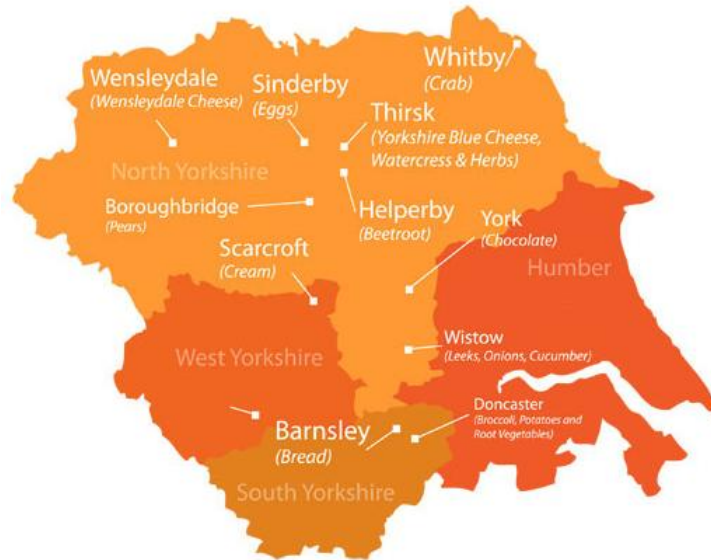 Whitby
(Crab)
Wensleydale
(Wensleydale Cheese)
Sinderby
(Eggs)
Thirsk
(Yorkshire Blue Cheese,
Watercress & Herbs)
North Yorkshire
Boroughbridge
(Pears)
Helperby
(Beetroot)
York
(Chocolate)
Scarcroft
(Cream)
Humber
West Yorkshire
Wistow
(Leeks, Onions, Cucumber)
Doncaster
(Broccoli, Potatoes and
Root Vegetables)
Barnsley
(Bread)
South Yorkshire